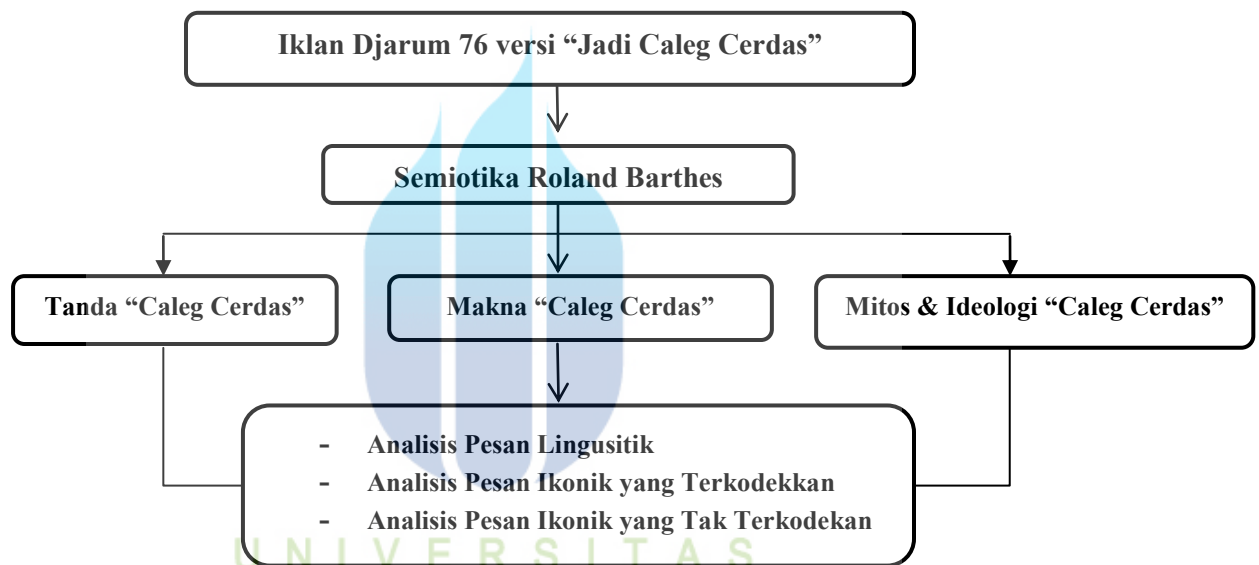 Iklan Djarum 76 versi “Jadi Caleg Cerdas”
Semiotika Roland Barthes
Tanda “Caleg Cerdas”
Makna “Caleg Cerdas”
Mitos & Ideologi “Caleg Cerdas”
- Analisis Pesan Lingusitik
- Analisis Pesan Ikonik yang Terkodekkan
- Analisis Pesan Ikonik yang Tak Terkodekan
UNIVERSITAS